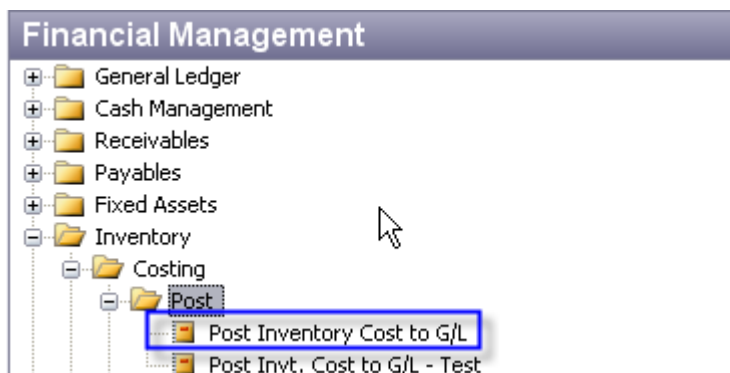 Financial Management
General Ledger
Cash Management
Receivables
Payables
Fixed Assets
Inventory
Costing
Post
Post Inventory Cost to G/L
Post Invt. Cost to G/L - Test